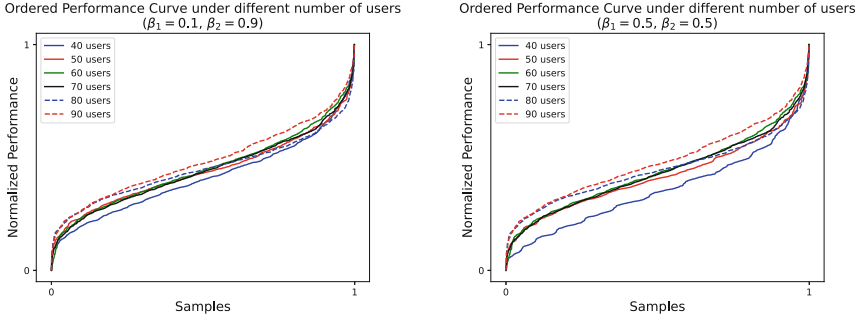 Ordered Performance Curve under different number of users
(β₁ = 0.1, β₂ = 0.9)
1
40 users
50 users
60 users
70 users
80 users
90 users
Normalized Performance
0
0
1
Samples
Ordered Performance Curve under different number of users
(β₁ = 0.5, β₂ = 0.5)
1
40 users
50 users
60 users
70 users
80 users
90 users
Normalized Performance
0
0
1
Samples